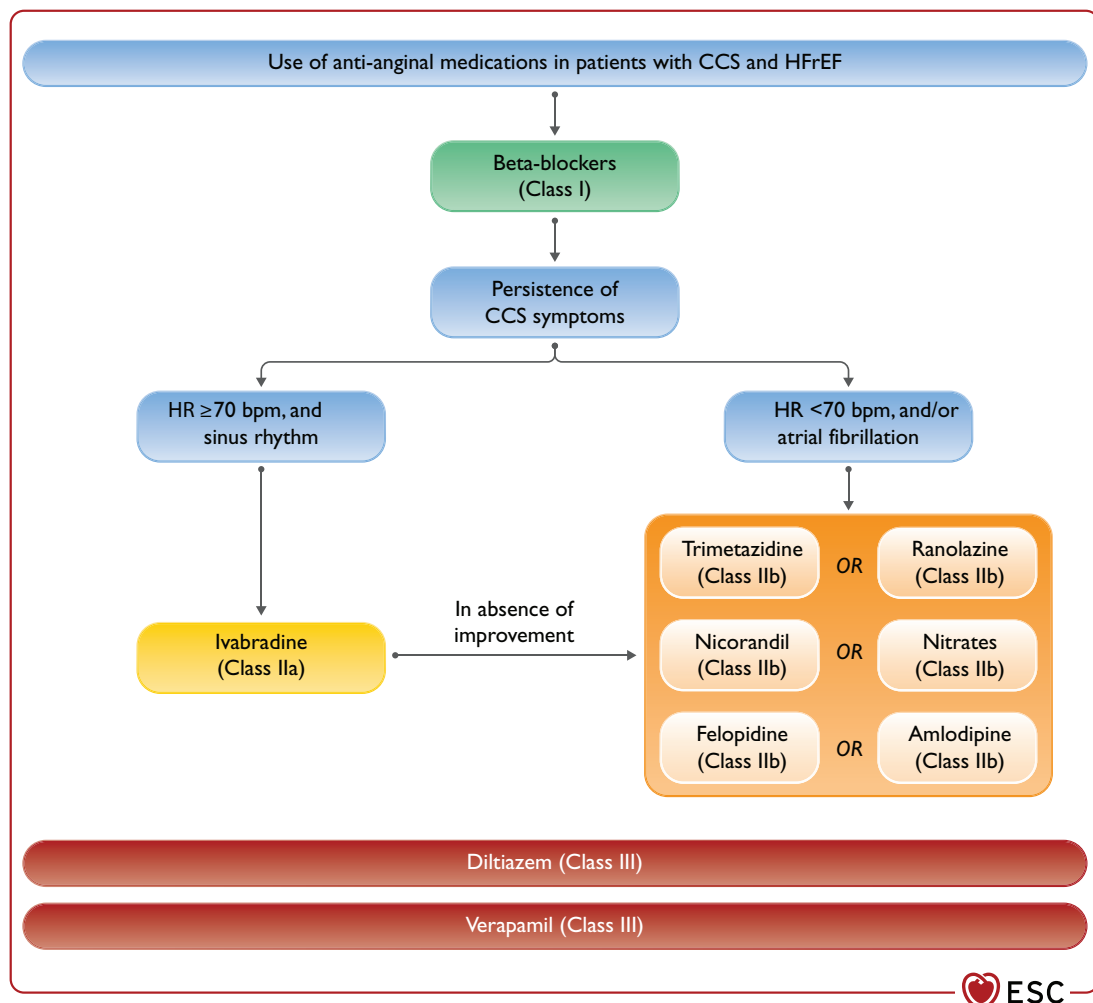 Use of anti-anginal medications in patients with CCS and HFrEF
Beta-blockers
(Class I)
Persistence of
CCS symptoms
HR ≥70 bpm, and
sinus rhythm
HR <70 bpm, and/or
atrial fibrillation
Trimetazidine
(Class IIb)
OR
Ranolazine
(Class IIb)
In absence of
improvement
Ivabradine
(Class IIa)
Nicorandil
(Class IIb)
OR
Nitrates
(Class IIb)
Felopidine
(Class IIb)
OR
Amlodipine
(Class IIb)
Diltiazem (Class III)
Verapamil (Class III)
ESC